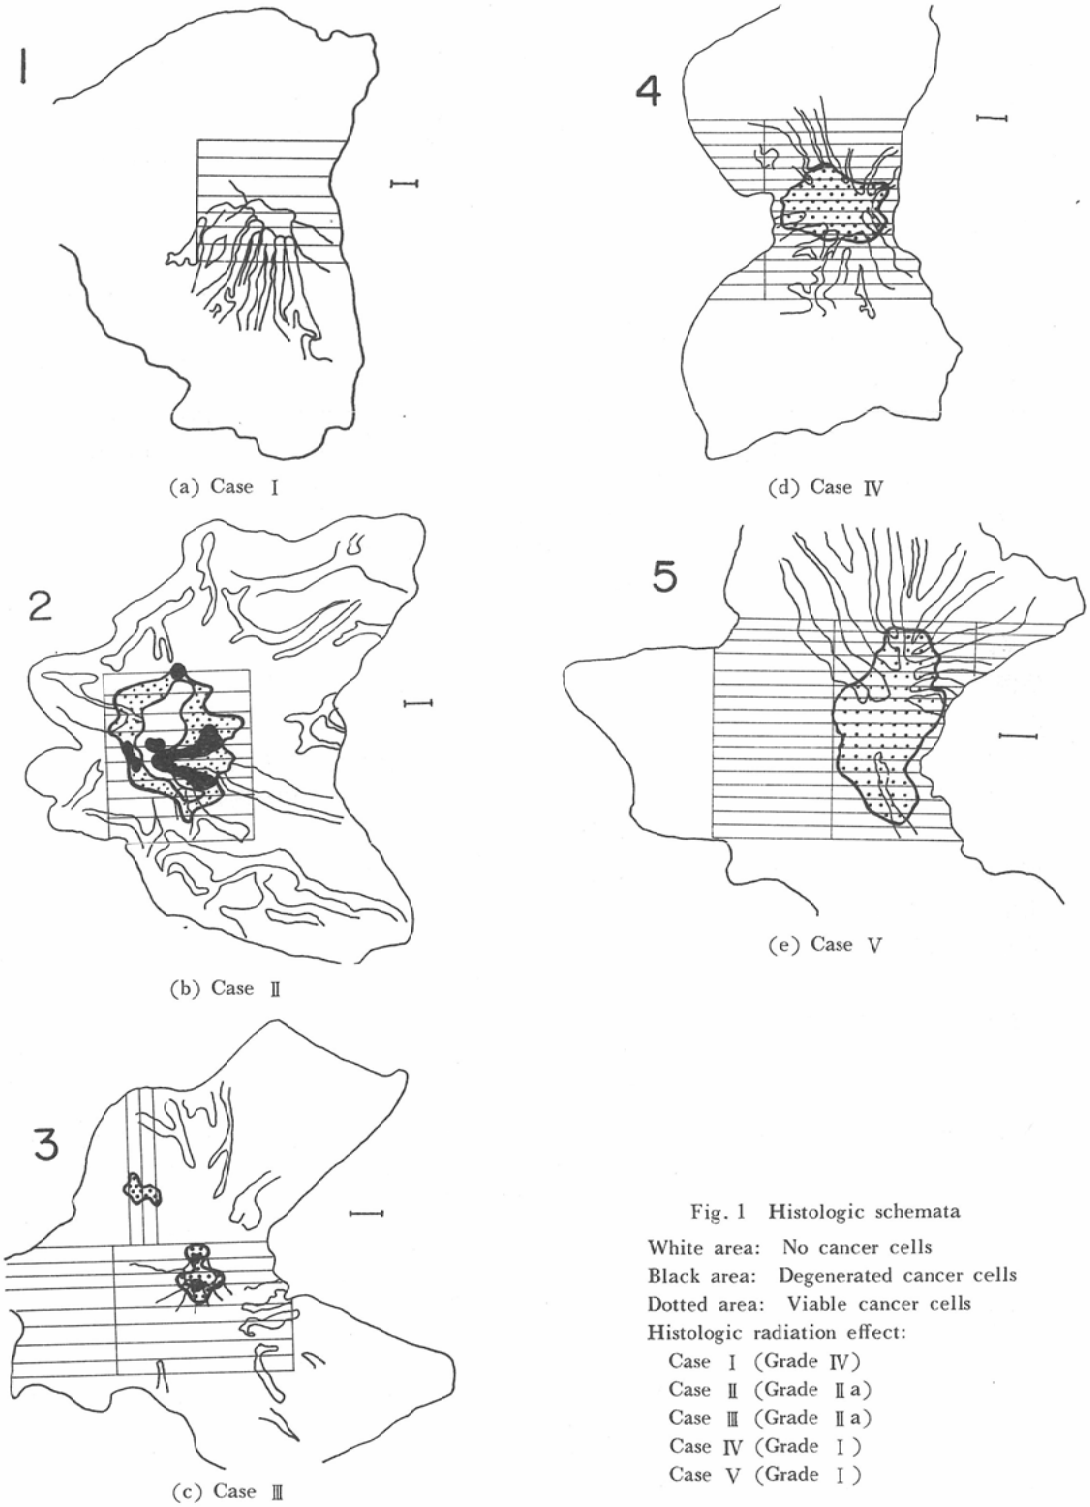 1
(a) Case Ⅰ
4
(d) Case Ⅳ
2
(b) Case Ⅱ
5
(e) Case Ⅴ
3
(c) Case Ⅲ
Fig. 1 Histologic schemata
White area: No cancer cells
Black area: Degenerated cancer cells
Dotted area: Viable cancer cells
Histologic radiation effect:
Case Ⅰ (Grade Ⅳ)
Case Ⅱ (Grade Ⅱa)
Case Ⅲ (Grade Ⅱa)
Case Ⅳ (Grade Ⅰ)
Case Ⅴ (Grade Ⅰ)